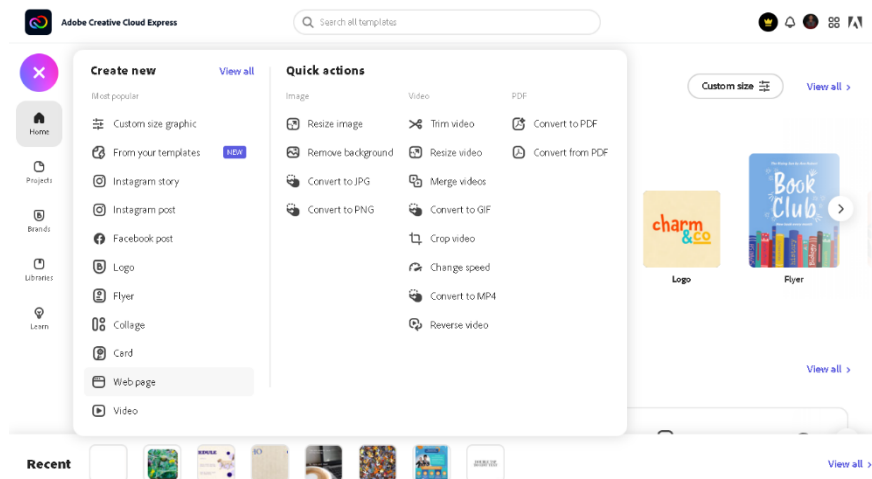 Adobe Creative Cloud Express
Search all templates
Create new
View all
Most popular
Custom size graphic
From your templates
NEW
Instagram story
Instagram post
Facebook post
Logo
Flyer
Collage
Card
Web page
Video
Quick actions
Image
Resize image
Remove background
Convert to JPG
Convert to PNG
Video
Trim video
Resize video
Merge videos
Convert to GIF
Crop video
Change speed
Convert to MP4
Reverse video
PDF
Convert to PDF
Convert from PDF
Home
Projects
Brands
Libraries
Learn
Custom size
View all
charm
&co
Logo
Book
Club
Flyer
View all
Recent
View all